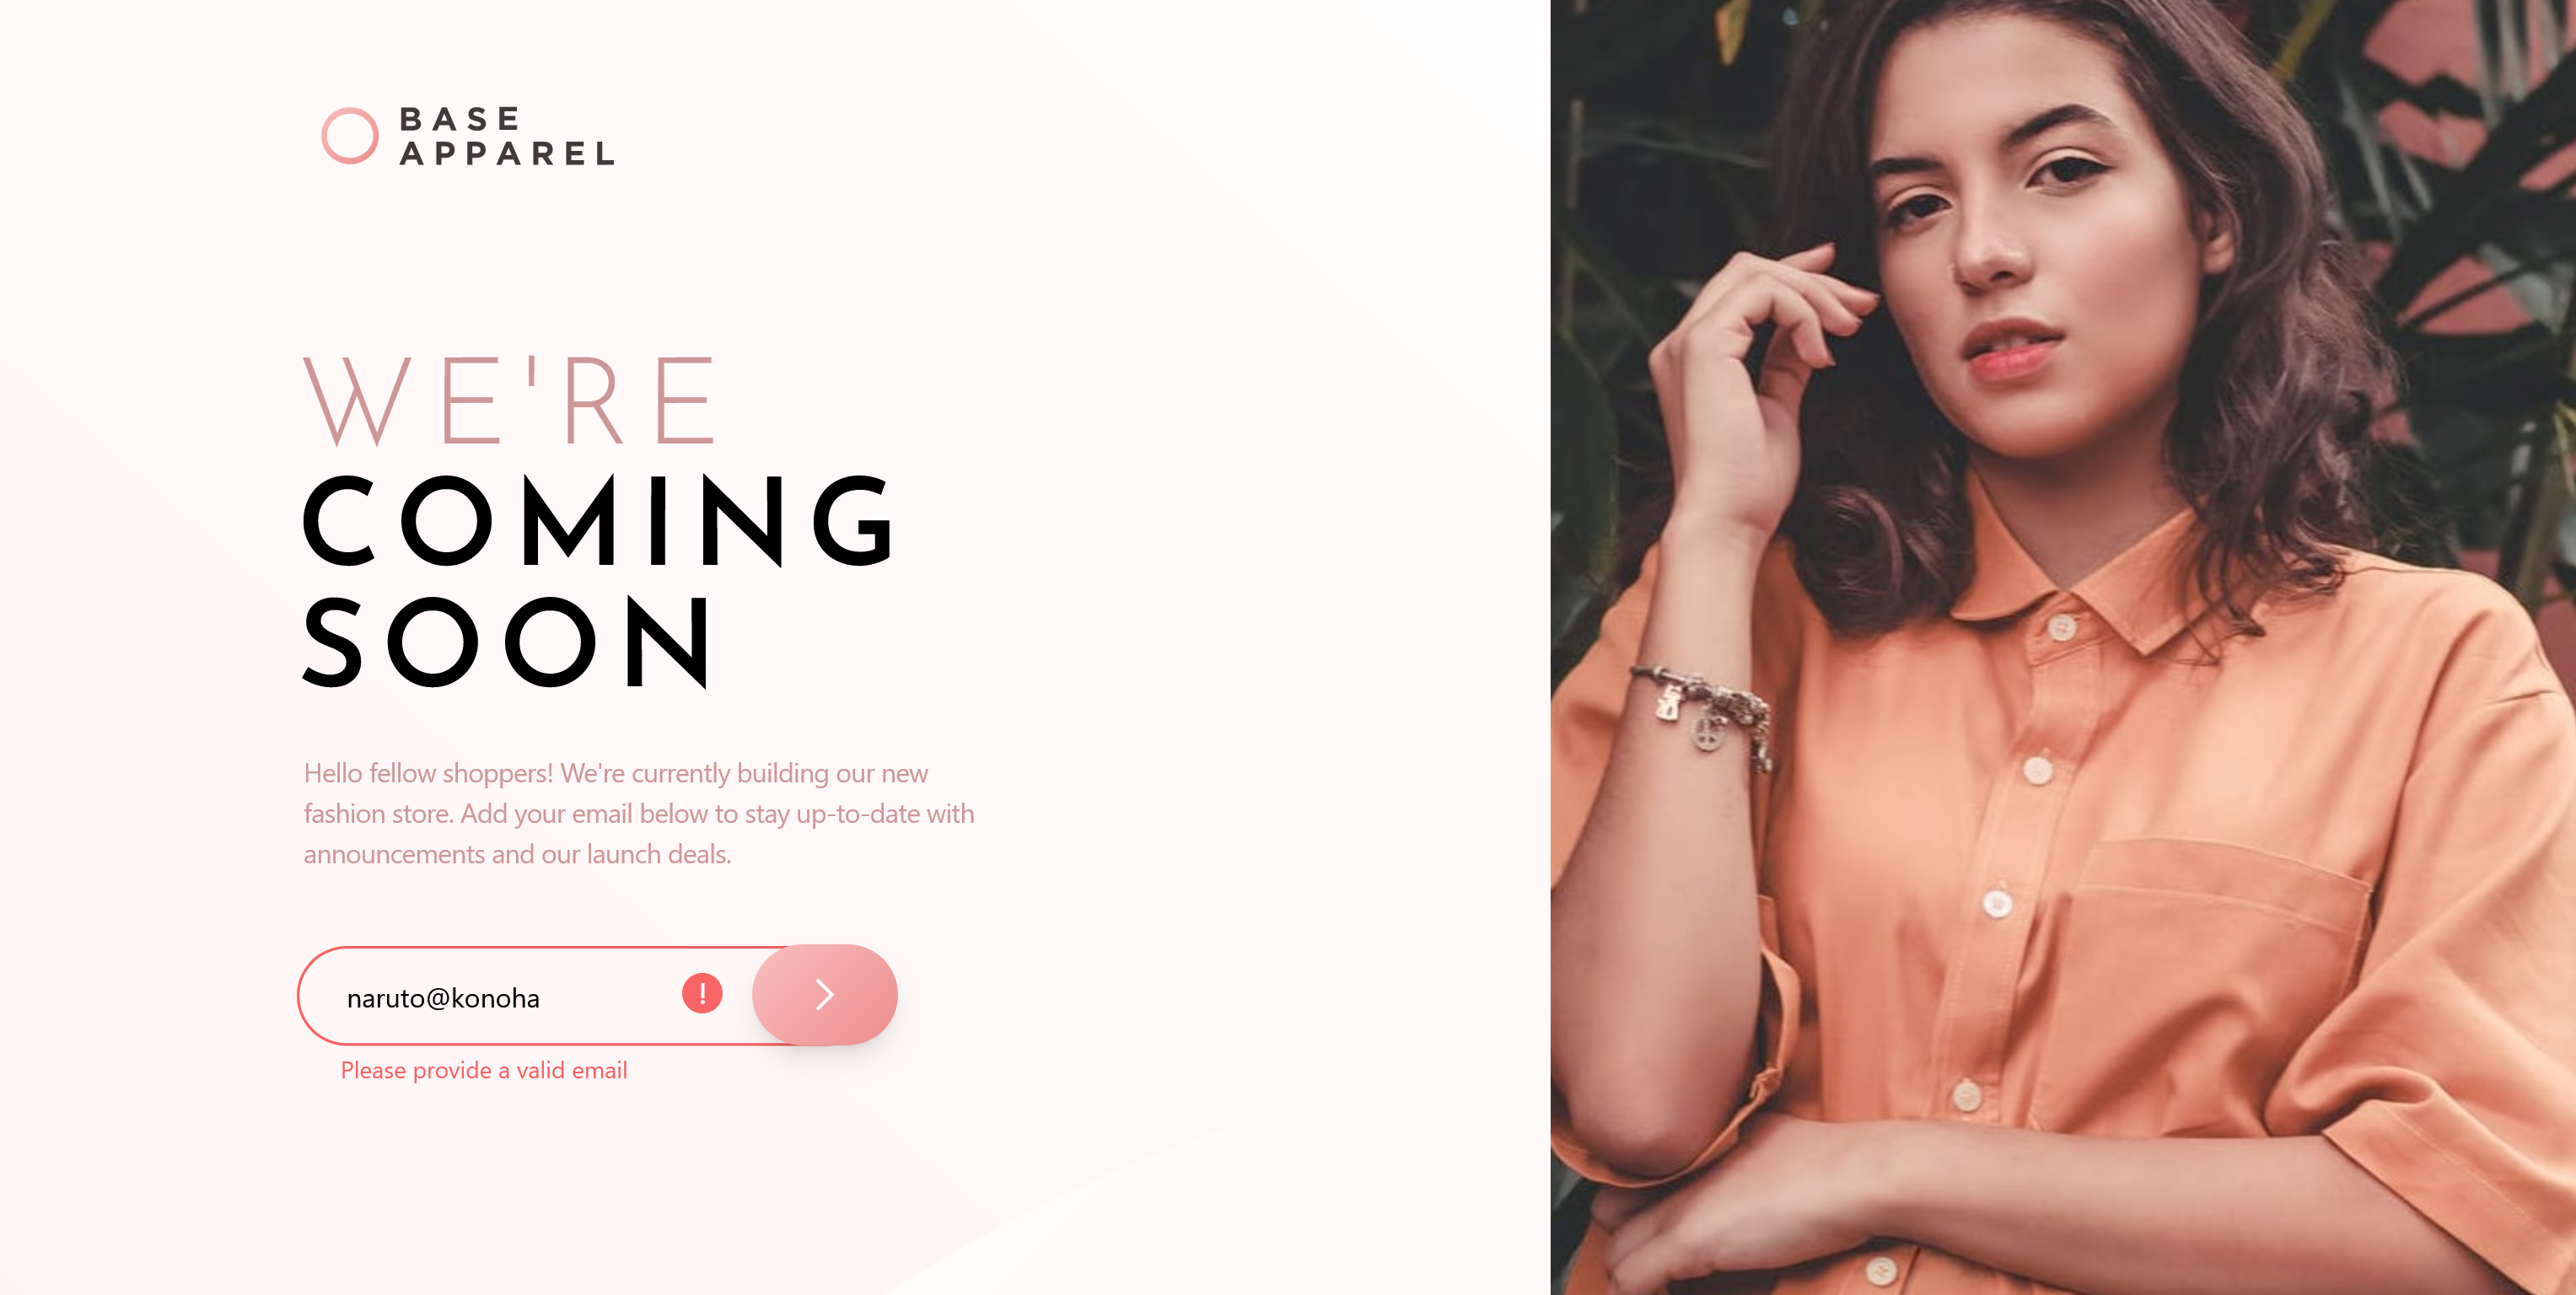 BASE
APPAREL
WE'RE
COMING
SOON
Hello fellow shoppers! We're currently building our new
fashion store. Add your email below to stay up-to-date with
announcements and our launch deals.
naruto@konoha
!
Please provide a valid email